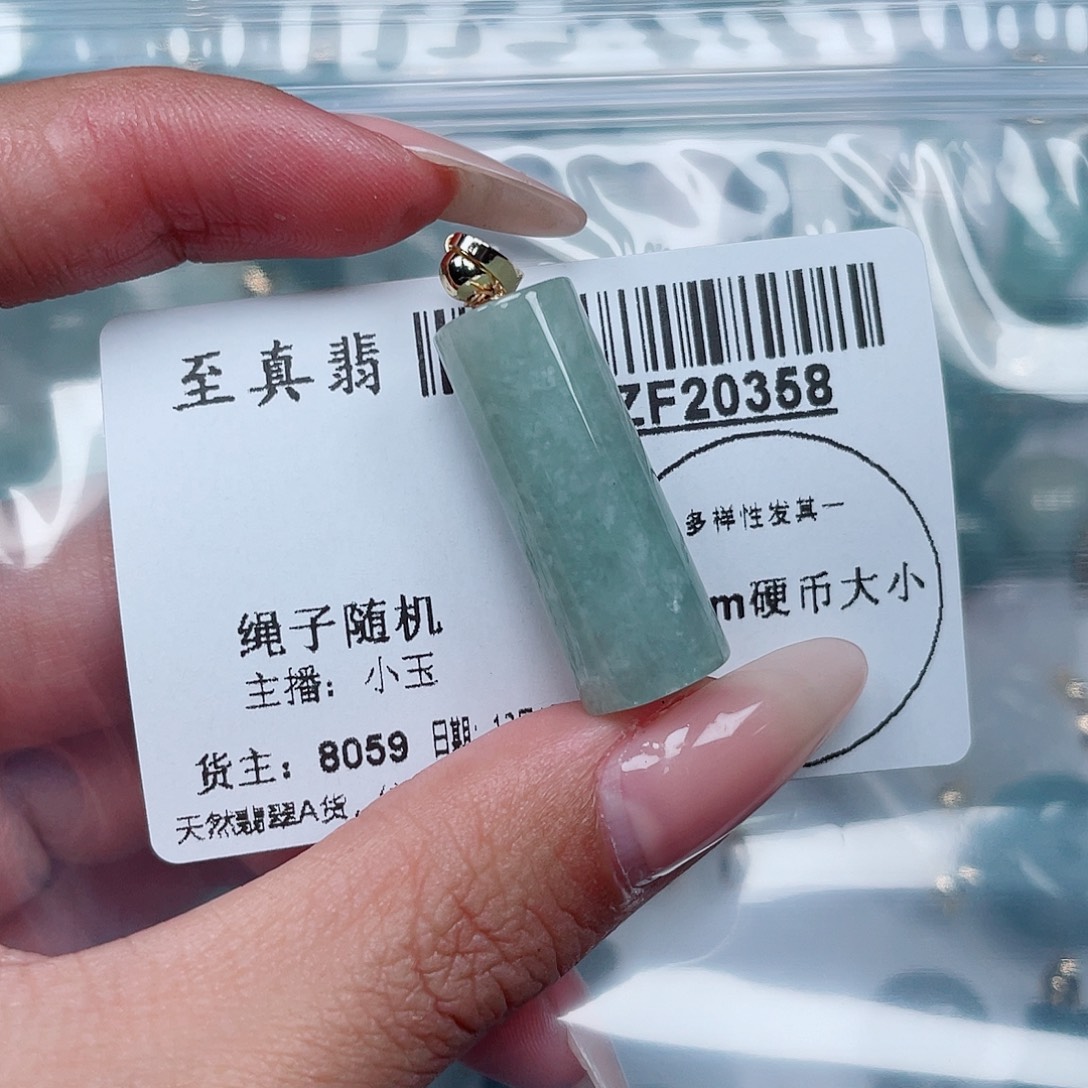 至真翡
ZF20358
多样性发其一
m硬币大小
绳子随机
主播：小玉
货主：8059 日期：
天然翡翠A货，